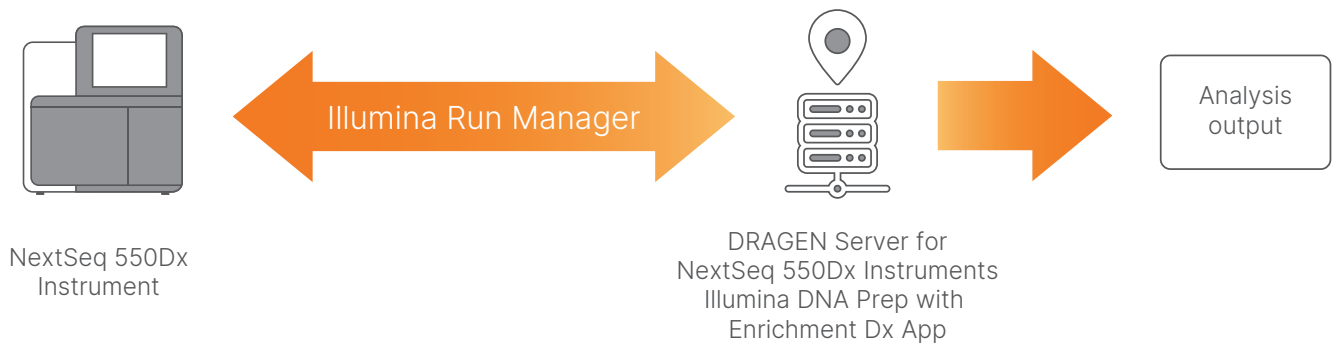 Illumina Run Manager
Analysis
output
NextSeq 550Dx
Instrument
DRAGEN Server for
NextSeq 550Dx Instruments
Illumina DNA Prep with
Enrichment Dx App